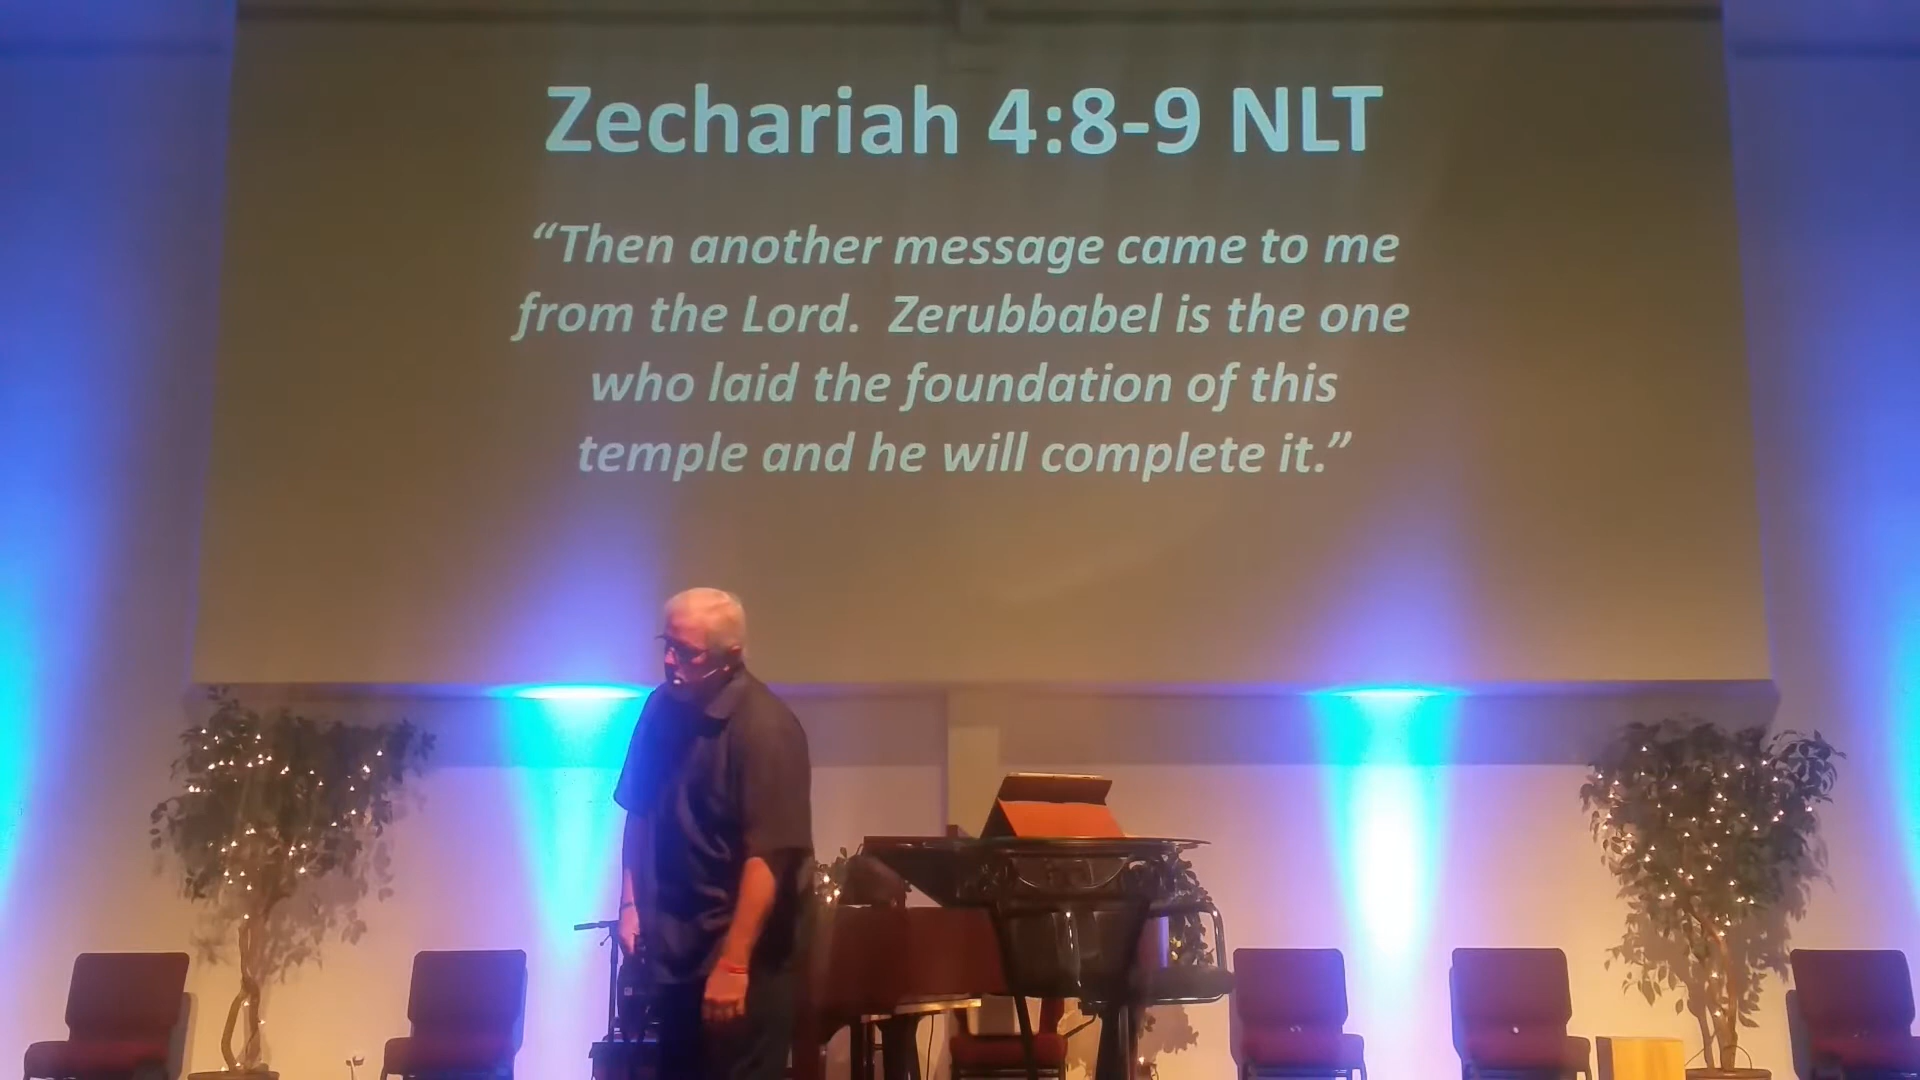 Zechariah 4:8-9 NLT
“Then another message came to me
from the Lord.  Zerubbabel is the one
who laid the foundation of this
temple and he will complete it.”